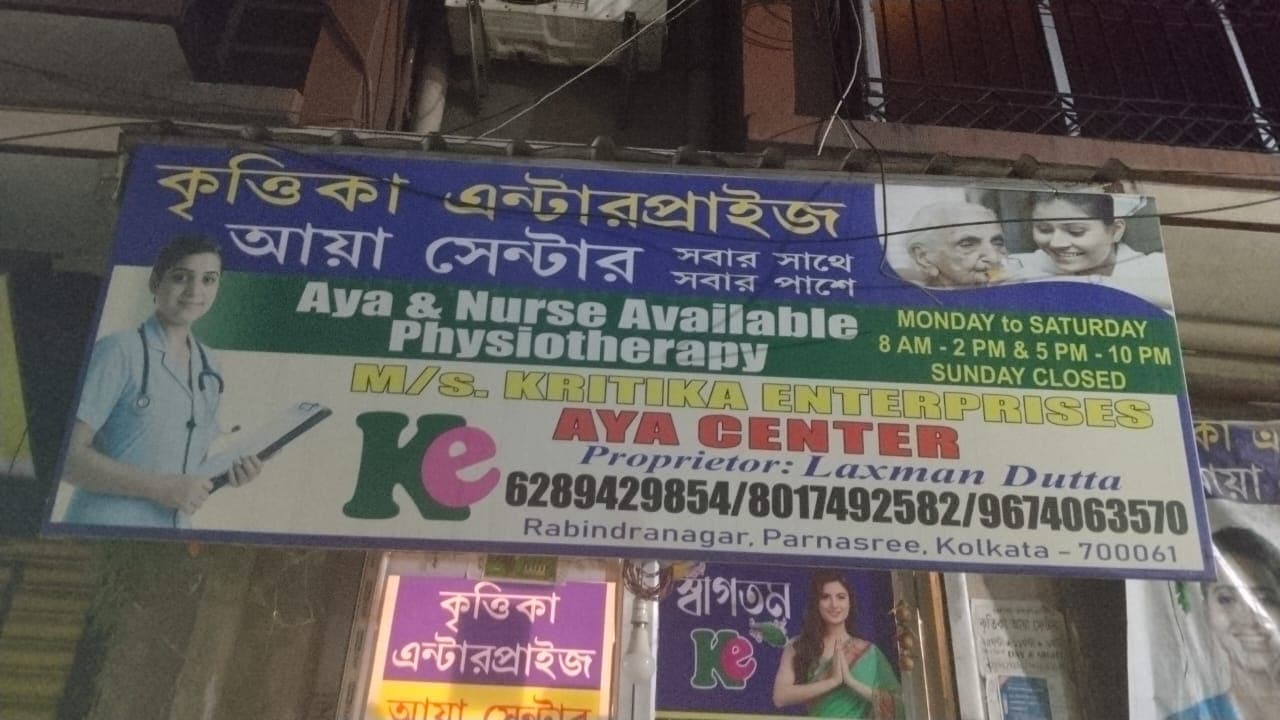 কৃত্তিকা এন্টারপ্রাইজ
আয়া সেন্টার
সবার সাথে
সবার পাশে
Aya & Nurse Available
Physiotherapy
MONDAY to SATURDAY
8 AM - 2 PM & 5 PM - 10 PM
SUNDAY CLOSED
M/s. KRITIKA ENTERPRISES
AYA CENTER
Proprietor: Laxman Dutta
Ke
6289429854/8017492582/9674063570
Rabindranagar, Parnasree, Kolkata - 700061
কৃত্তিকা
এন্টারপ্রাইজ
আয়া সেন্টার
স্বাগতম
Ke
কৃত্তিকা আয়া